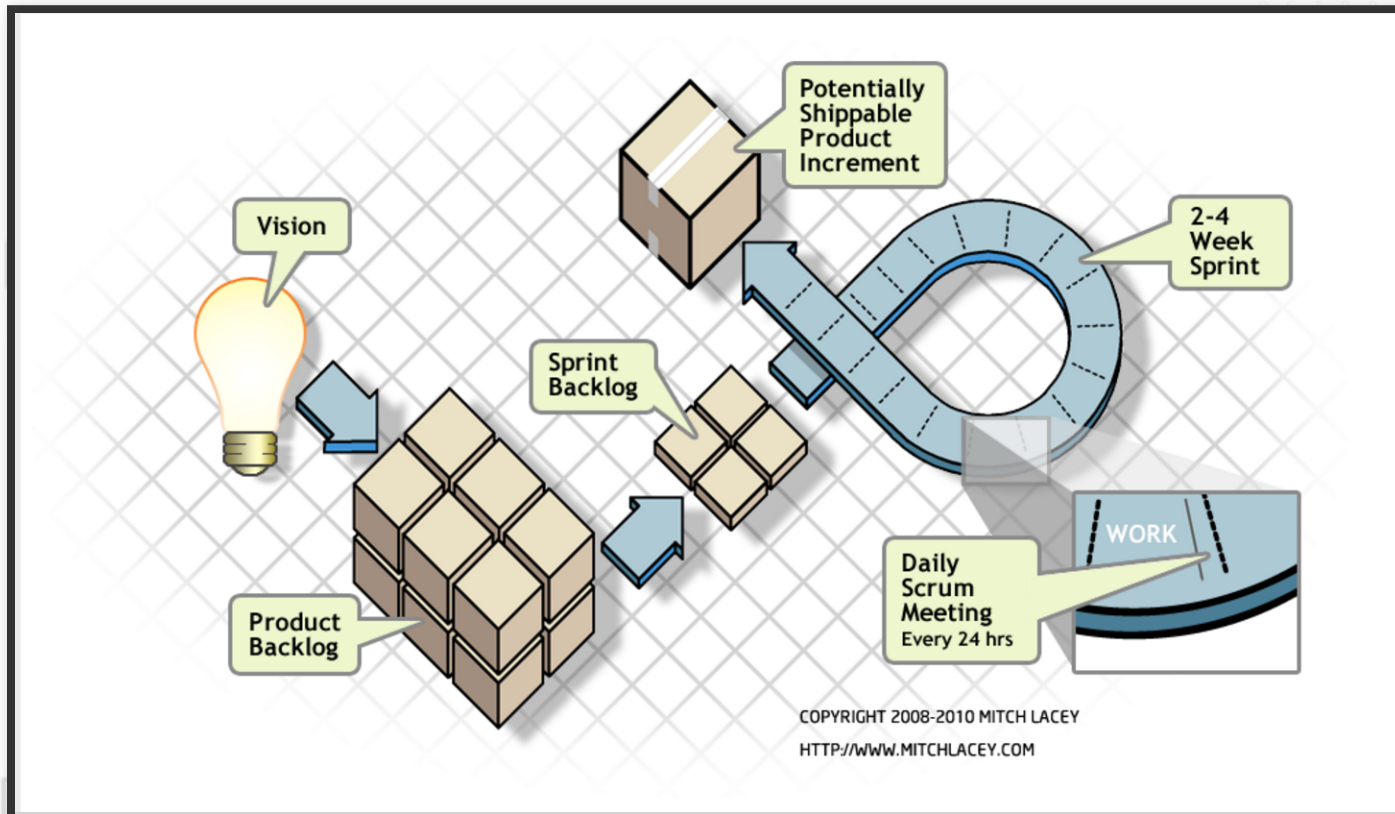 Vision
Potentially
Shippable
Product
Increment
2-4
Week
Sprint
Sprint
Backlog
Product
Backlog
WORK
Daily
Scrum
Meeting
Every 24 hrs
COPYRIGHT 2008-2010 MITCH LACEY
HTTP://WWW.MITCHLACEY.COM